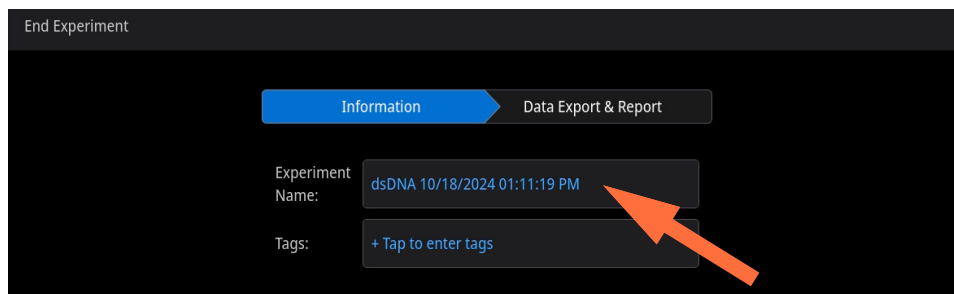 End Experiment
Information
Data Export & Report
Experiment
Name:
dsDNA 10/18/2024 01:11:19 PM
Tags:
+ Tap to enter tags